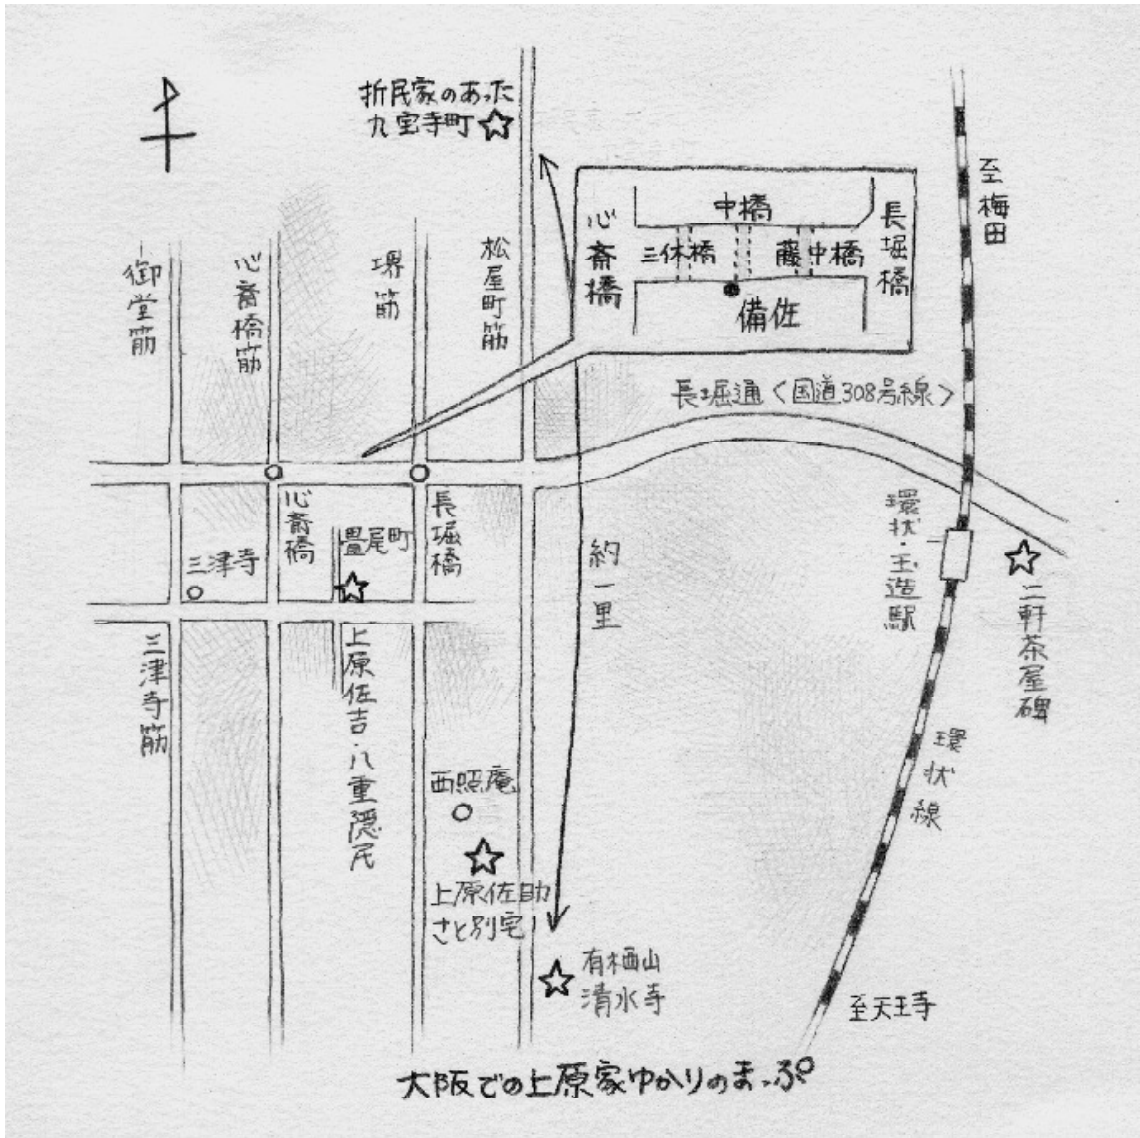 折民家のあった
九宝寺町
至梅田
心斎橋
中橋
長堀橋
三休橋
藤中橋
備佐
御堂筋
心斎橋筋
堺筋
松屋町筋
長堀通〈国道308号線〉
心斎橋
畳屋町
長堀橋
三津寺
約一里
環状・玉造駅
二軒茶屋碑
三津寺筋
上原佐吉・八重隠居
環状線
西照庵
上原佐助
さと別宅
有栖山
清水寺
至天王寺
大阪での上原家ゆかりのまっぷ